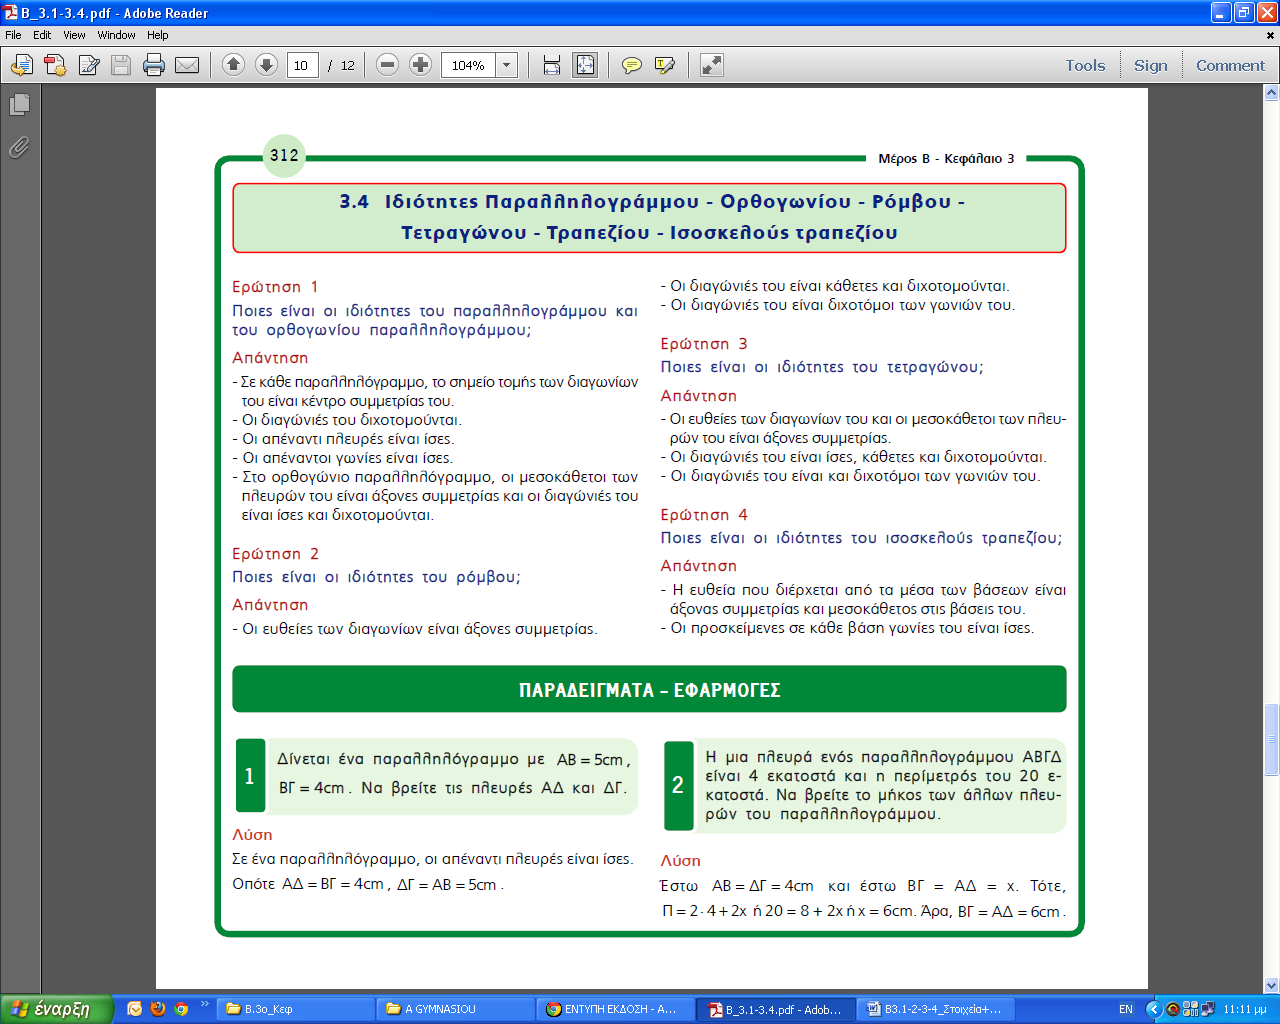 B_3.1-3.4.pdf - Adobe Reader
File Edit View Window Help
10 / 12 104% Tools Sign Comment
312
Μέρος Β - Κεφάλαιο 3
3.4 Ιδιότητες Παραλληλογράμμου - Ορθογωνίου - Ρόμβου -
Τετραγώνου - Τραπεζίου - Ισοσκελούς τραπεζίου
Ερώτηση 1
Ποιες είναι οι ιδιότητες του παραλληλογράμμου και
του ορθογωνίου παραλληλογράμμου;
Απάντηση
- Σε κάθε παραλληλόγραμμο, το σημείο τομής των διαγωνίων
του είναι κέντρο συμμετρίας του.
- Οι διαγώνιές του διχοτομούνται.
- Οι απέναντι πλευρές είναι ίσες.
- Οι απέναντοι γωνίες είναι ίσες.
- Στο ορθογώνιο παραλληλόγραμμο, οι μεσοκάθετοι των
πλευρών του είναι άξονες συμμετρίας και οι διαγώνιές του
είναι ίσες και διχοτομούνται.
Ερώτηση 2
Ποιες είναι οι ιδιότητες του ρόμβου;
Απάντηση
- Οι ευθείες των διαγωνίων είναι άξονες συμμετρίας.
- Οι διαγώνιές του είναι κάθετες και διχοτομούνται.
- Οι διαγώνιές του είναι διχοτόμοι των γωνιών του.
Ερώτηση 3
Ποιες είναι οι ιδιότητες του τετραγώνου;
Απάντηση
- Οι ευθείες των διαγωνίων του και οι μεσοκάθετοι των πλευ-
ρών του είναι άξονες συμμετρίας.
- Οι διαγώνιές του είναι ίσες, κάθετες και διχοτομούνται.
- Οι διαγώνιές του είναι και διχοτόμοι των γωνιών του.
Ερώτηση 4
Ποιες είναι οι ιδιότητες του ισοσκελούς τραπεζίου;
Απάντηση
- Η ευθεία που διέρχεται από τα μέσα των βάσεων είναι
άξονας συμμετρίας και μεσοκάθετος στις βάσεις του.
- Οι προσκείμενες σε κάθε βάση γωνίες του είναι ίσες.
ΠΑΡΑΔΕΙΓΜΑΤΑ – ΕΦΑΡΜΟΓΕΣ
1
Δίνεται ένα παραλληλόγραμμο με ΑΒ = 5cm,
ΒΓ = 4cm. Να βρείτε τις πλευρές ΑΔ και ΔΓ.
Λύση
Σε ένα παραλληλόγραμμο, οι απέναντι πλευρές είναι ίσες.
Οπότε ΑΔ = ΒΓ = 4cm, ΔΓ = ΑΒ = 5cm.
2
Η μια πλευρά ενός παραλληλογράμμου ΑΒΓΔ
είναι 4 εκατοστά και η περίμετρός του 20 ε-
κατοστά. Να βρείτε το μήκος των άλλων πλευ-
ρών του παραλληλογράμμου.
Λύση
Έστω ΑΒ = ΔΓ = 4cm και έστω ΒΓ = ΑΔ = x. Τότε,
Π = 2 · 4 + 2x ή 20 = 8 + 2x ή x = 6cm. Άρα, ΒΓ = ΑΔ = 6cm.
έναρξη » B.3ο_Κεφ A GYMNASIOU ΕΝΤΥΠΗ ΕΚΔΟΣΗ - Α... B_3.1-3.4.pdf - Adob... B3.1-2-3-4_Στοιχεία+... EN 11:11 μμ